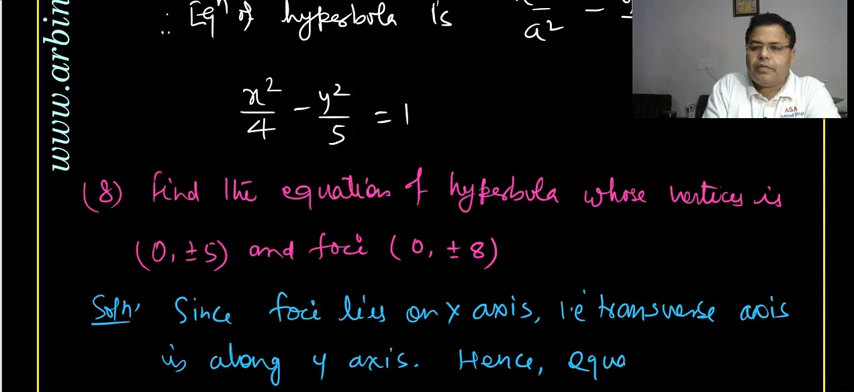 ∴ Eqⁿ of hyperbola is
a²
x²/4 - y²/5 = 1
(8) Find the equation of hyperbola whose vertices is
(0, ±5) and foci (0, ±8)
Solⁿ. Since foci lies on y axis, i.e transverse axis
is along y axis. Hence, equa
www.arbin
A.S.A